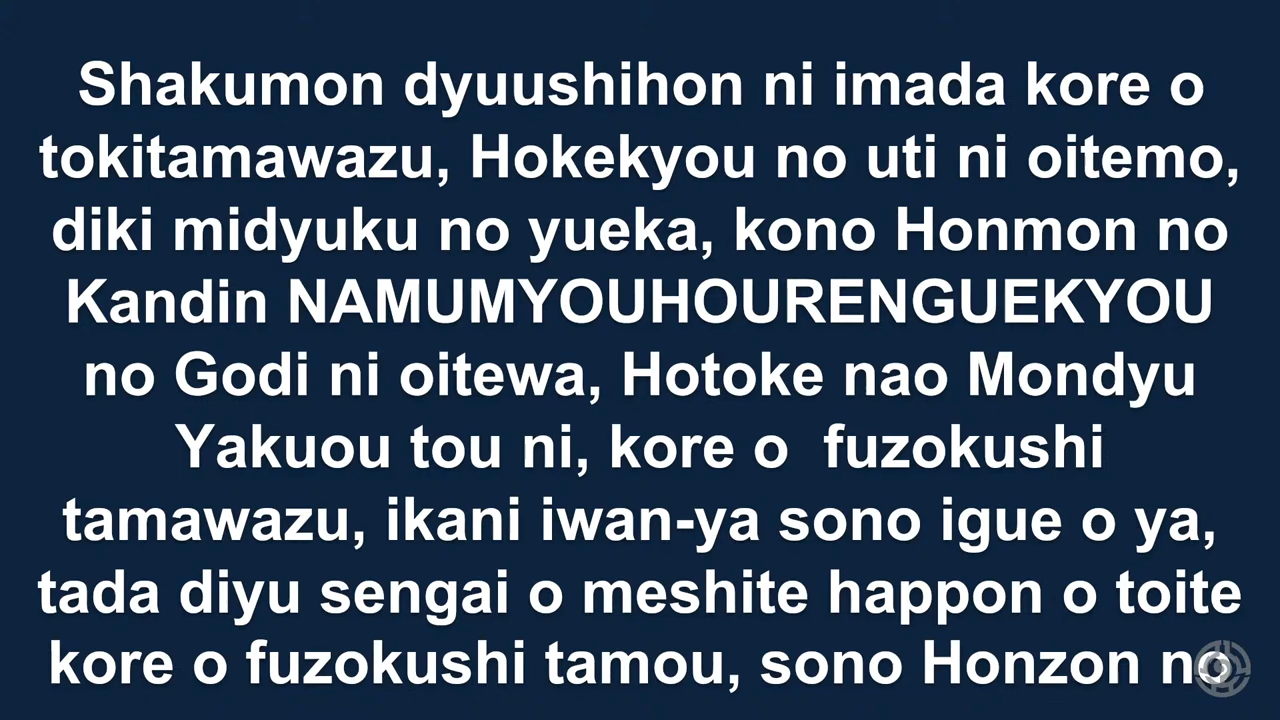 Shakumon dyuushihon ni imada kore o
tokitamawazu, Hokekyou no uti ni oitemo,
diki midyuku no yueka, kono Honmon no
Kandin NAMUMYOUHOURENGUEKYOU
no Godi ni oitewa, Hotoke nao Mondyu
Yakuou tou ni, kore o  fuzokushi
tamawazu, ikani iwan-ya sono igue o ya,
tada diyu sengai o meshite happon o toite
kore o fuzokushi tamou, sono Honzon no